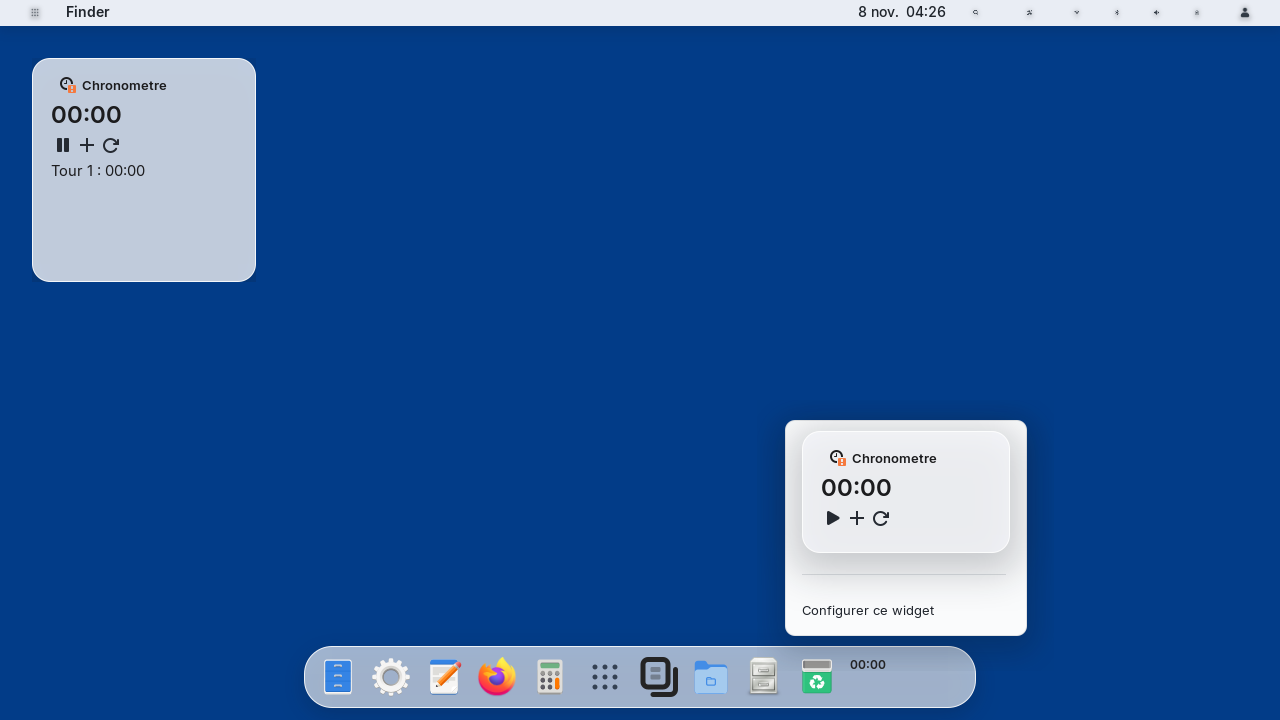 Finder
8 nov.  04:26
Chronometre
00:00
Tour 1 : 00:00
Chronometre
00:00
Configurer ce widget
00:00